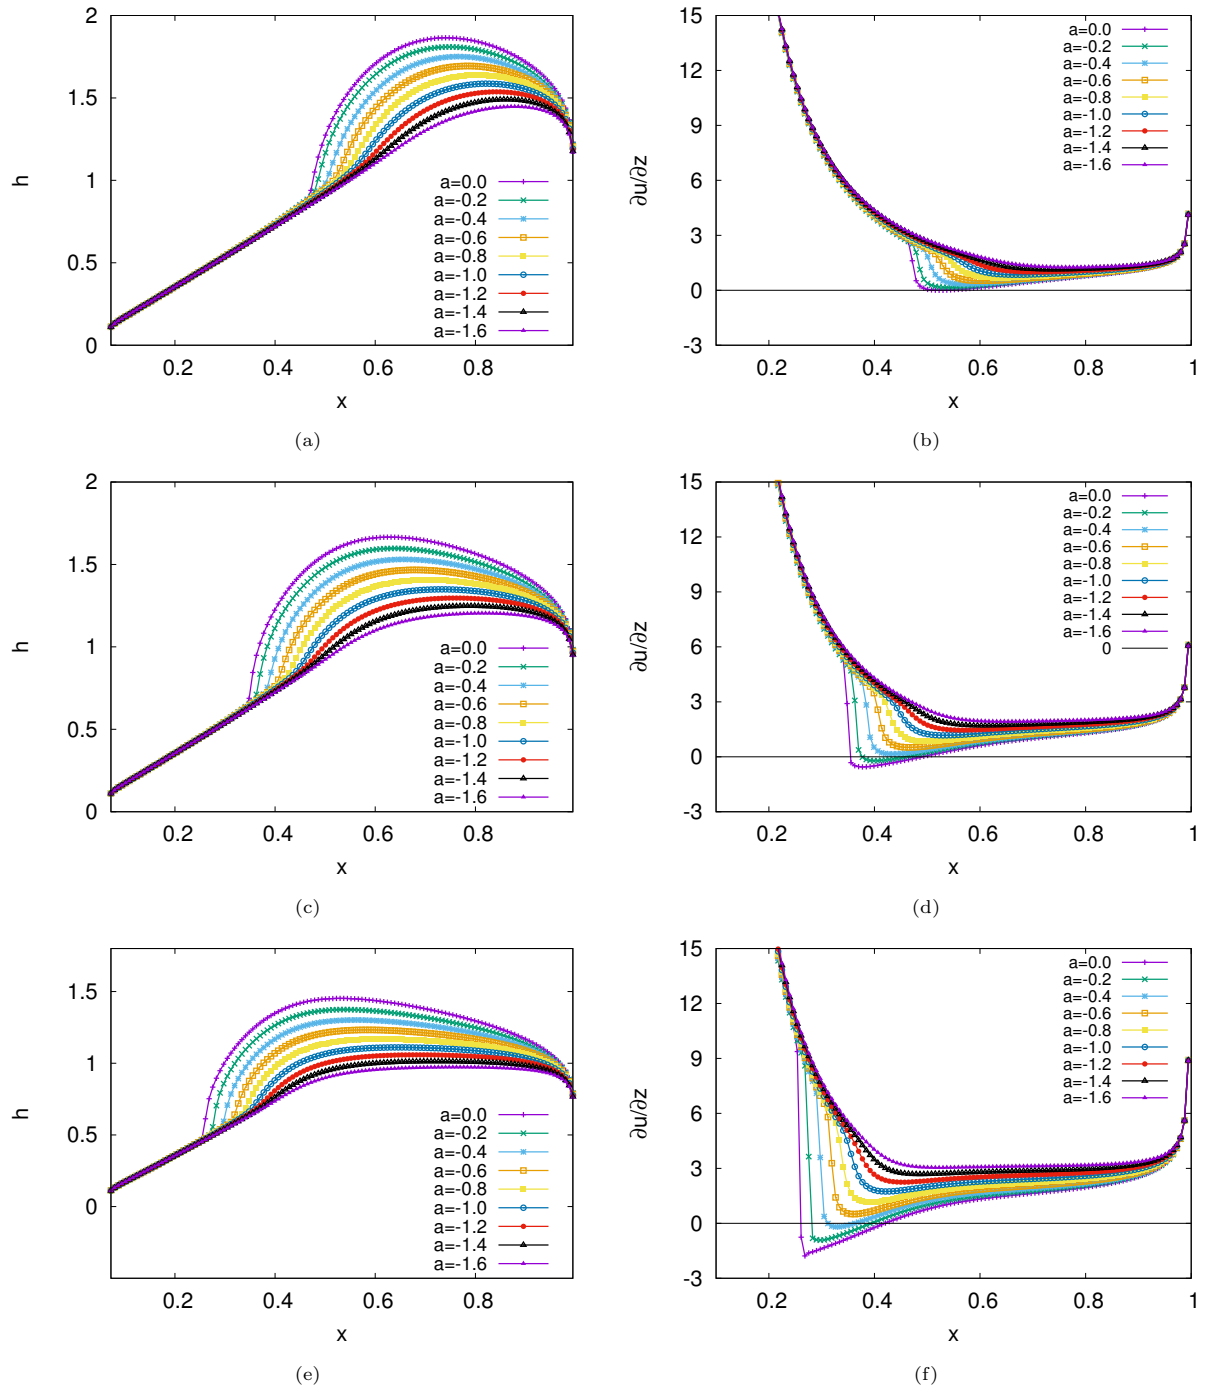 2
1.5
1
0.5
0
h
0.2
0.4
0.6
0.8
x
a=0.0
a=-0.2
a=-0.4
a=-0.6
a=-0.8
a=-1.0
a=-1.2
a=-1.4
a=-1.6
(a)
15
12
9
6
3
0
-3
∂u/∂z
0.2
0.4
0.6
0.8
1
x
a=0.0
a=-0.2
a=-0.4
a=-0.6
a=-0.8
a=-1.0
a=-1.2
a=-1.4
a=-1.6
(b)
2
1.5
1
0.5
0
h
0.2
0.4
0.6
0.8
x
a=0.0
a=-0.2
a=-0.4
a=-0.6
a=-0.8
a=-1.0
a=-1.2
a=-1.4
a=-1.6
(c)
15
12
9
6
3
0
-3
∂u/∂z
0.2
0.4
0.6
0.8
1
x
a=0.0
a=-0.2
a=-0.4
a=-0.6
a=-0.8
a=-1.0
a=-1.2
a=-1.4
a=-1.6
0
(d)
1.5
1
0.5
0
h
0.2
0.4
0.6
0.8
x
a=0.0
a=-0.2
a=-0.4
a=-0.6
a=-0.8
a=-1.0
a=-1.2
a=-1.4
a=-1.6
(e)
15
12
9
6
3
0
-3
∂u/∂z
0.2
0.4
0.6
0.8
1
x
a=0.0
a=-0.2
a=-0.4
a=-0.6
a=-0.8
a=-1.0
a=-1.2
a=-1.4
a=-1.6
(f)